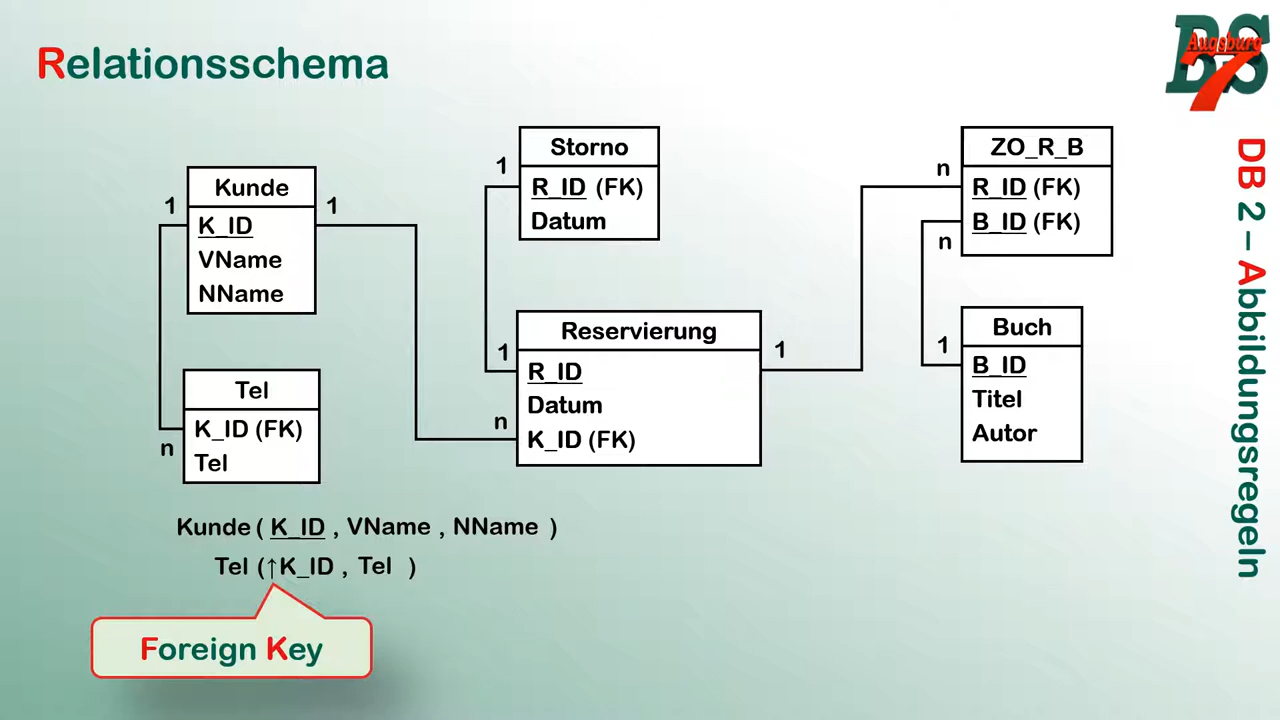 Relationsschema
B7S
Augsburg
DB 2 – Abbildungsregeln
Kunde
K_ID
VName
NName
1
1
Tel
K_ID (FK)
Tel
n
Storno
R_ID (FK)
Datum
1
Reservierung
R_ID
Datum
K_ID (FK)
1
n
1
ZO_R_B
R_ID (FK)
B_ID (FK)
n
n
Buch
B_ID
Titel
Autor
1
Kunde ( K_ID , VName , NName )
Tel (↑K_ID , Tel )
Foreign Key